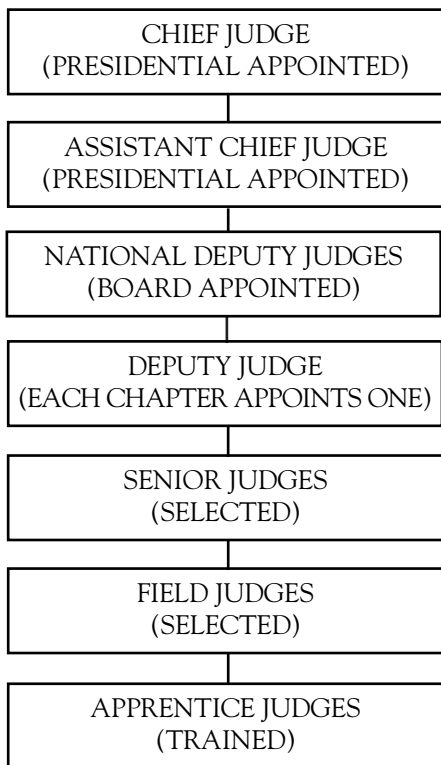 CHIEF JUDGE
(PRESIDENTIAL APPOINTED)
ASSISTANT CHIEF JUDGE
(PRESIDENTIAL APPOINTED)
NATIONAL DEPUTY JUDGES
(BOARD APPOINTED)
DEPUTY JUDGE
(EACH CHAPTER APPOINTS ONE)
SENIOR JUDGES
(SELECTED)
FIELD JUDGES
(SELECTED)
APPRENTICE JUDGES
(TRAINED)